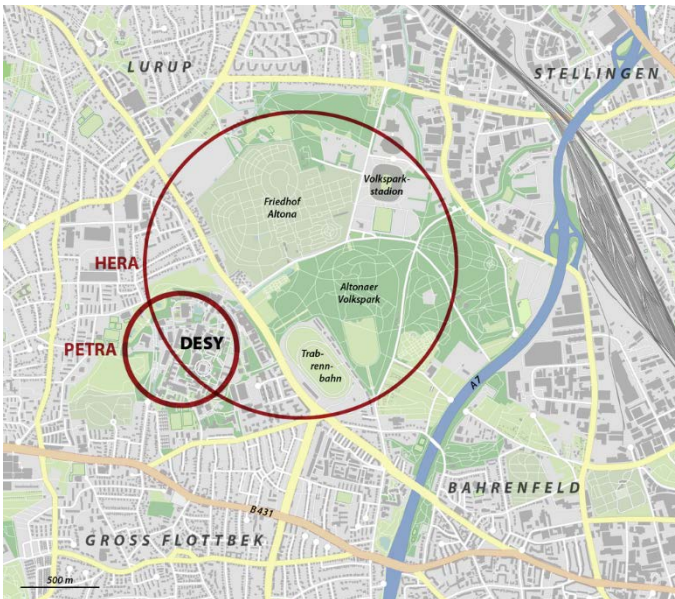 LURUP
STELLINGEN
Volkspark-
stadion
Friedhof
Altona
HERA
Altonaer
Volkspark
PETRA
DESY
Trab-
renn-
bahn
A7
BAHRENFELD
B431
GROSS FLOTTBEK
500 m